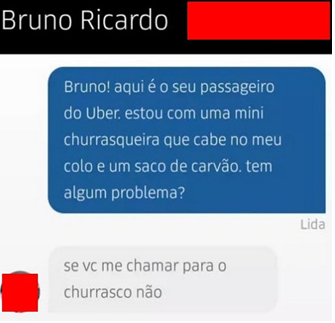 Bruno Ricardo
Bruno! aqui é o seu passageiro
do Uber. estou com uma mini
churrasqueira que cabe no meu
colo e um saco de carvão. tem
algum problema?
Lida
se vc me chamar para o
churrasco não